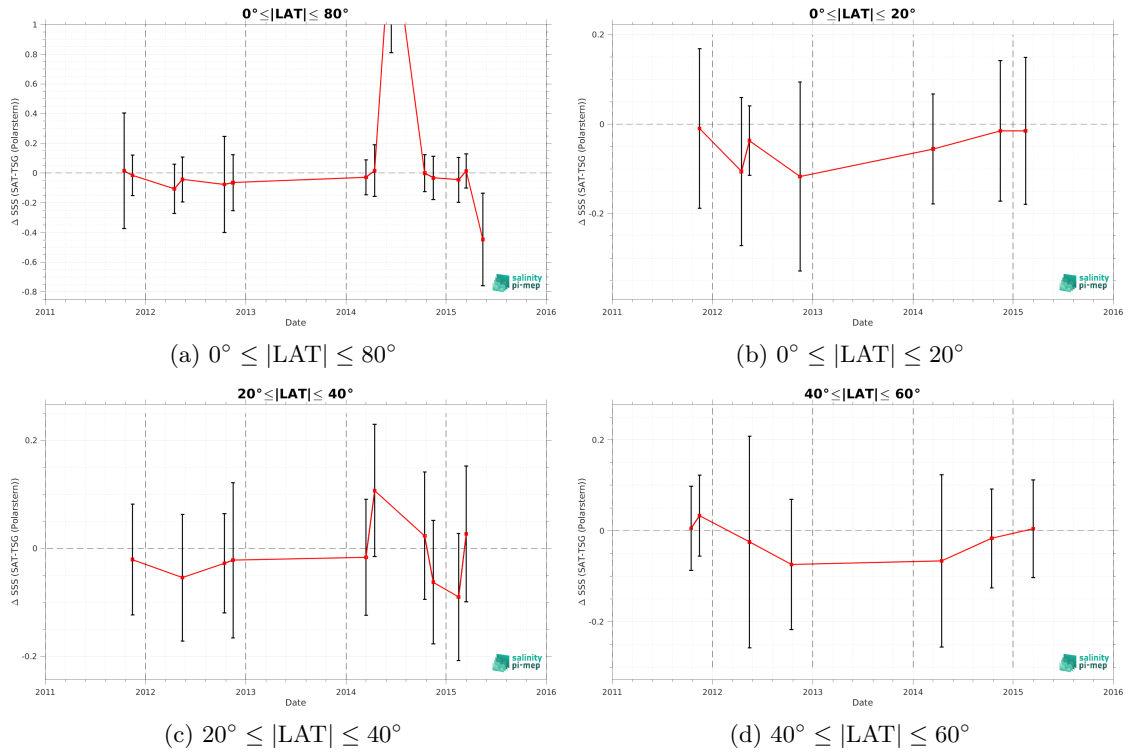 0°≤|LAT|≤ 80°
Δ SSS (SAT-TSG (Polarstern))
1
0.8
0.6
0.4
0.2
0
-0.2
-0.4
-0.6
-0.8
2011 2012 2013 2014 2015 2016
Date
salinity
pi-mep
(a) 0° ≤ |LAT| ≤ 80°
0°≤|LAT|≤ 20°
Δ SSS (SAT-TSG (Polarstern))
0.2
0
-0.2
2011 2012 2013 2014 2015 2016
Date
salinity
pi-mep
(b) 0° ≤ |LAT| ≤ 20°
20°≤|LAT|≤ 40°
Δ SSS (SAT-TSG (Polarstern))
0.2
0
-0.2
2011 2012 2013 2014 2015 2016
Date
salinity
pi-mep
(c) 20° ≤ |LAT| ≤ 40°
40°≤|LAT|≤ 60°
Δ SSS (SAT-TSG (Polarstern))
0.2
0
-0.2
2011 2012 2013 2014 2015 2016
Date
salinity
pi-mep
(d) 40° ≤ |LAT| ≤ 60°